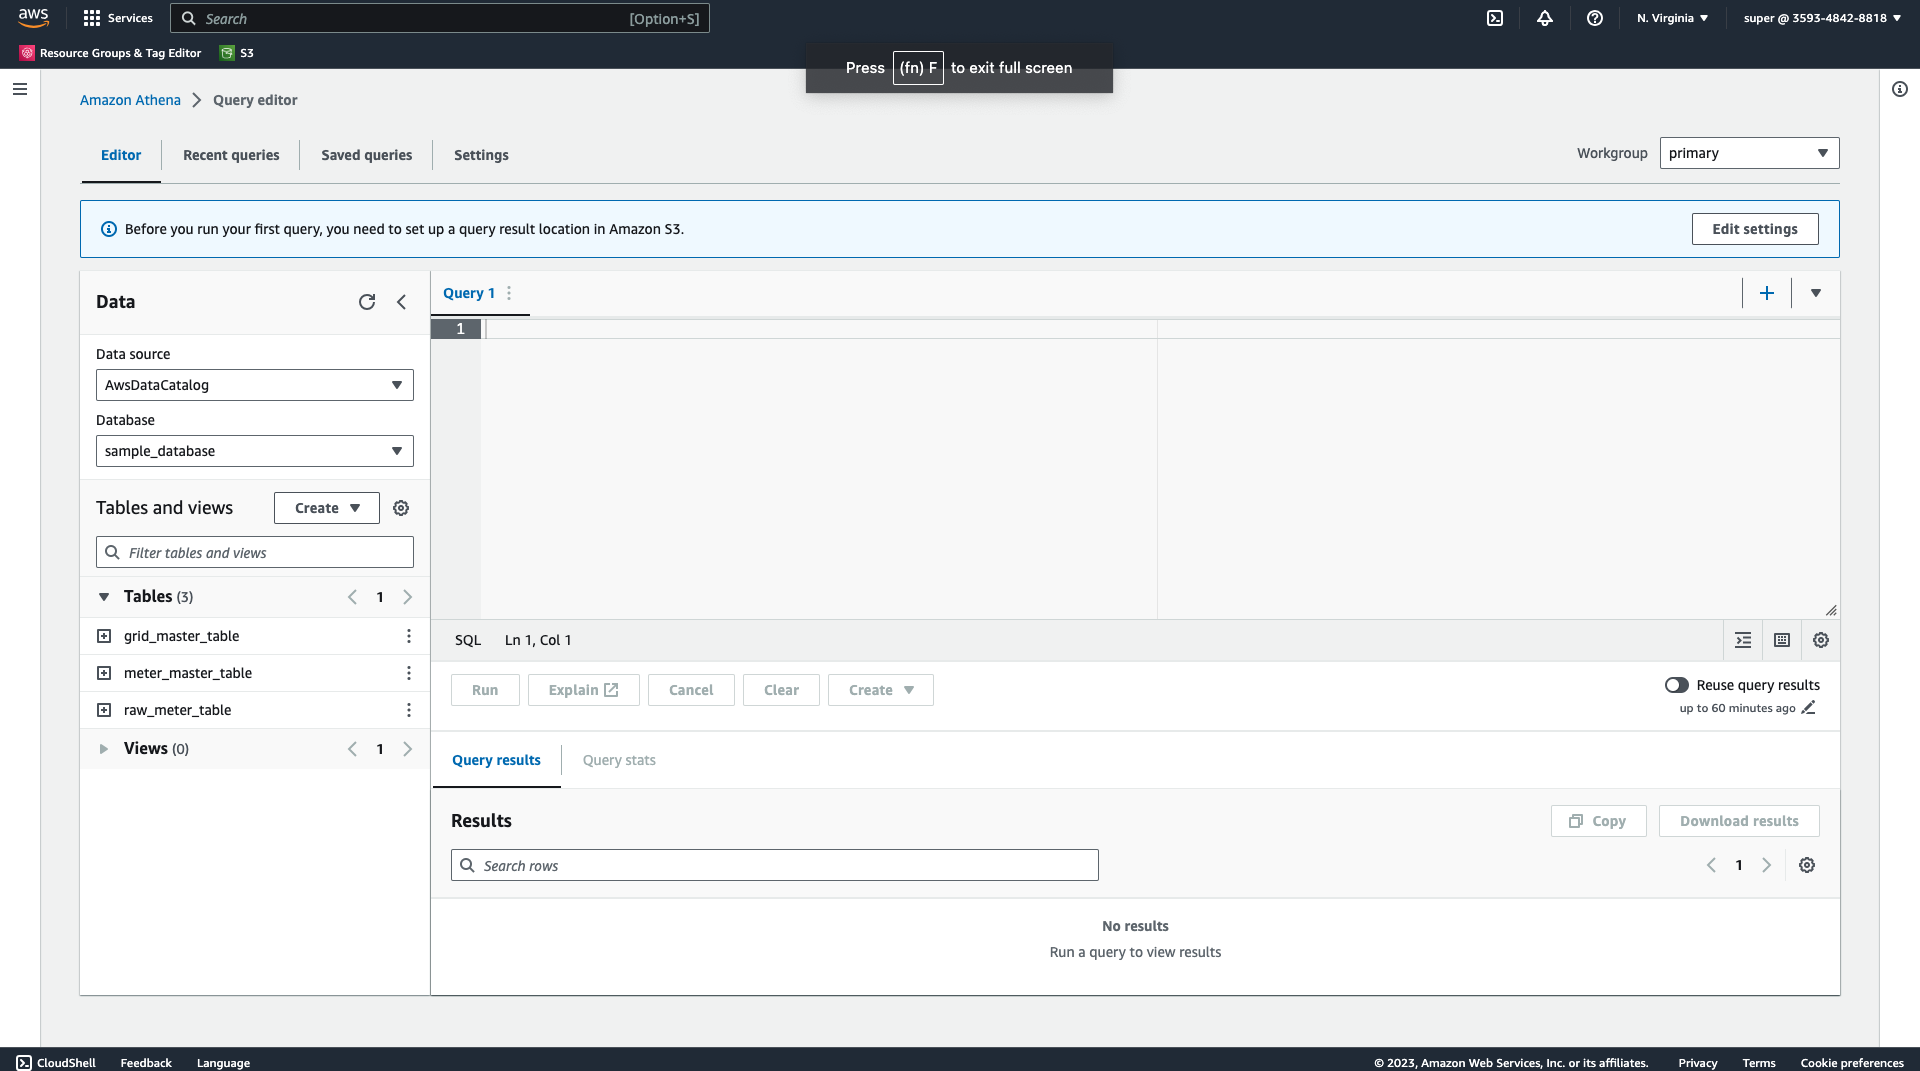 aws Services Search [Option+S] N. Virginia super @ 3593-4842-8818
Resource Groups & Tag Editor S3
Press (fn) F to exit full screen
Amazon Athena Query editor
Editor Recent queries Saved queries Settings Workgroup primary
Before you run your first query, you need to set up a query result location in Amazon S3. Edit settings
Data
Data source
AwsDataCatalog
Database
sample_database
Tables and views Create
Filter tables and views
Tables (3) 1
grid_master_table
meter_master_table
raw_meter_table
Views (0) 1
Query 1
1
SQL Ln 1, Col 1
Run Explain Cancel Clear Create
Reuse query results
up to 60 minutes ago
Query results Query stats
Results Copy Download results
Search rows 1
No results
Run a query to view results
CloudShell Feedback Language © 2023, Amazon Web Services, Inc. or its affiliates. Privacy Terms Cookie preferences